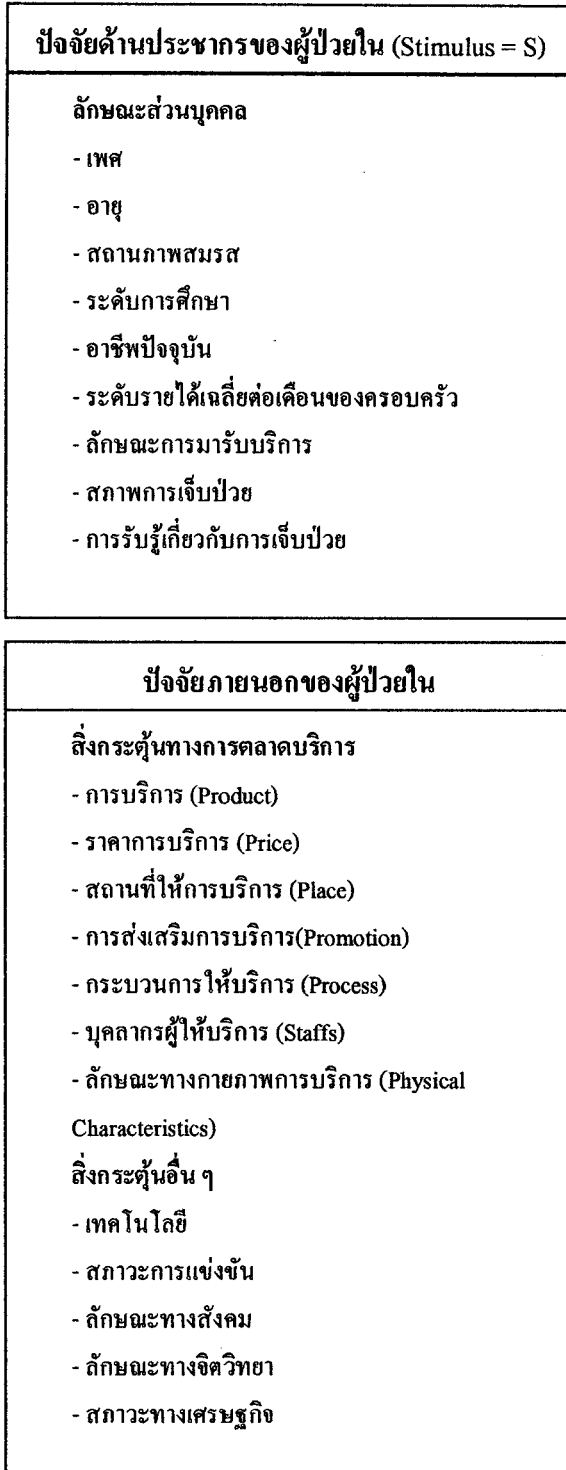 ปัจจัยด้านประชากรของผู้ป่วยใน (Stimulus = S)
ลักษณะส่วนบุคคล
- เพศ
- อายุ
- สถานภาพสมรส
- ระดับการศึกษา
- อาชีพปัจจุบัน
- ระดับรายได้เฉลี่ยต่อเดือนของครอบครัว
- ลักษณะการมารับบริการ
- สภาพการเจ็บป่วย
- การรับรู้เกี่ยวกับการเจ็บป่วย
ปัจจัยภายนอกของผู้ป่วยใน
สิ่งกระตุ้นทางการตลาดบริการ
- การบริการ (Product)
- ราคาการบริการ (Price)
- สถานที่ให้การบริการ (Place)
- การส่งเสริมการบริการ(Promotion)
- กระบวนการให้บริการ (Process)
- บุคลากรผู้ให้บริการ (Staffs)
- ลักษณะทางกายภาพการบริการ (Physical
Characteristics)
สิ่งกระตุ้นอื่น ๆ
- เทคโนโลยี
- สภาวะการแข่งขัน
- ลักษณะทางสังคม
- ลักษณะทางจิตวิทยา
- สภาวะทางเศรษฐกิจ